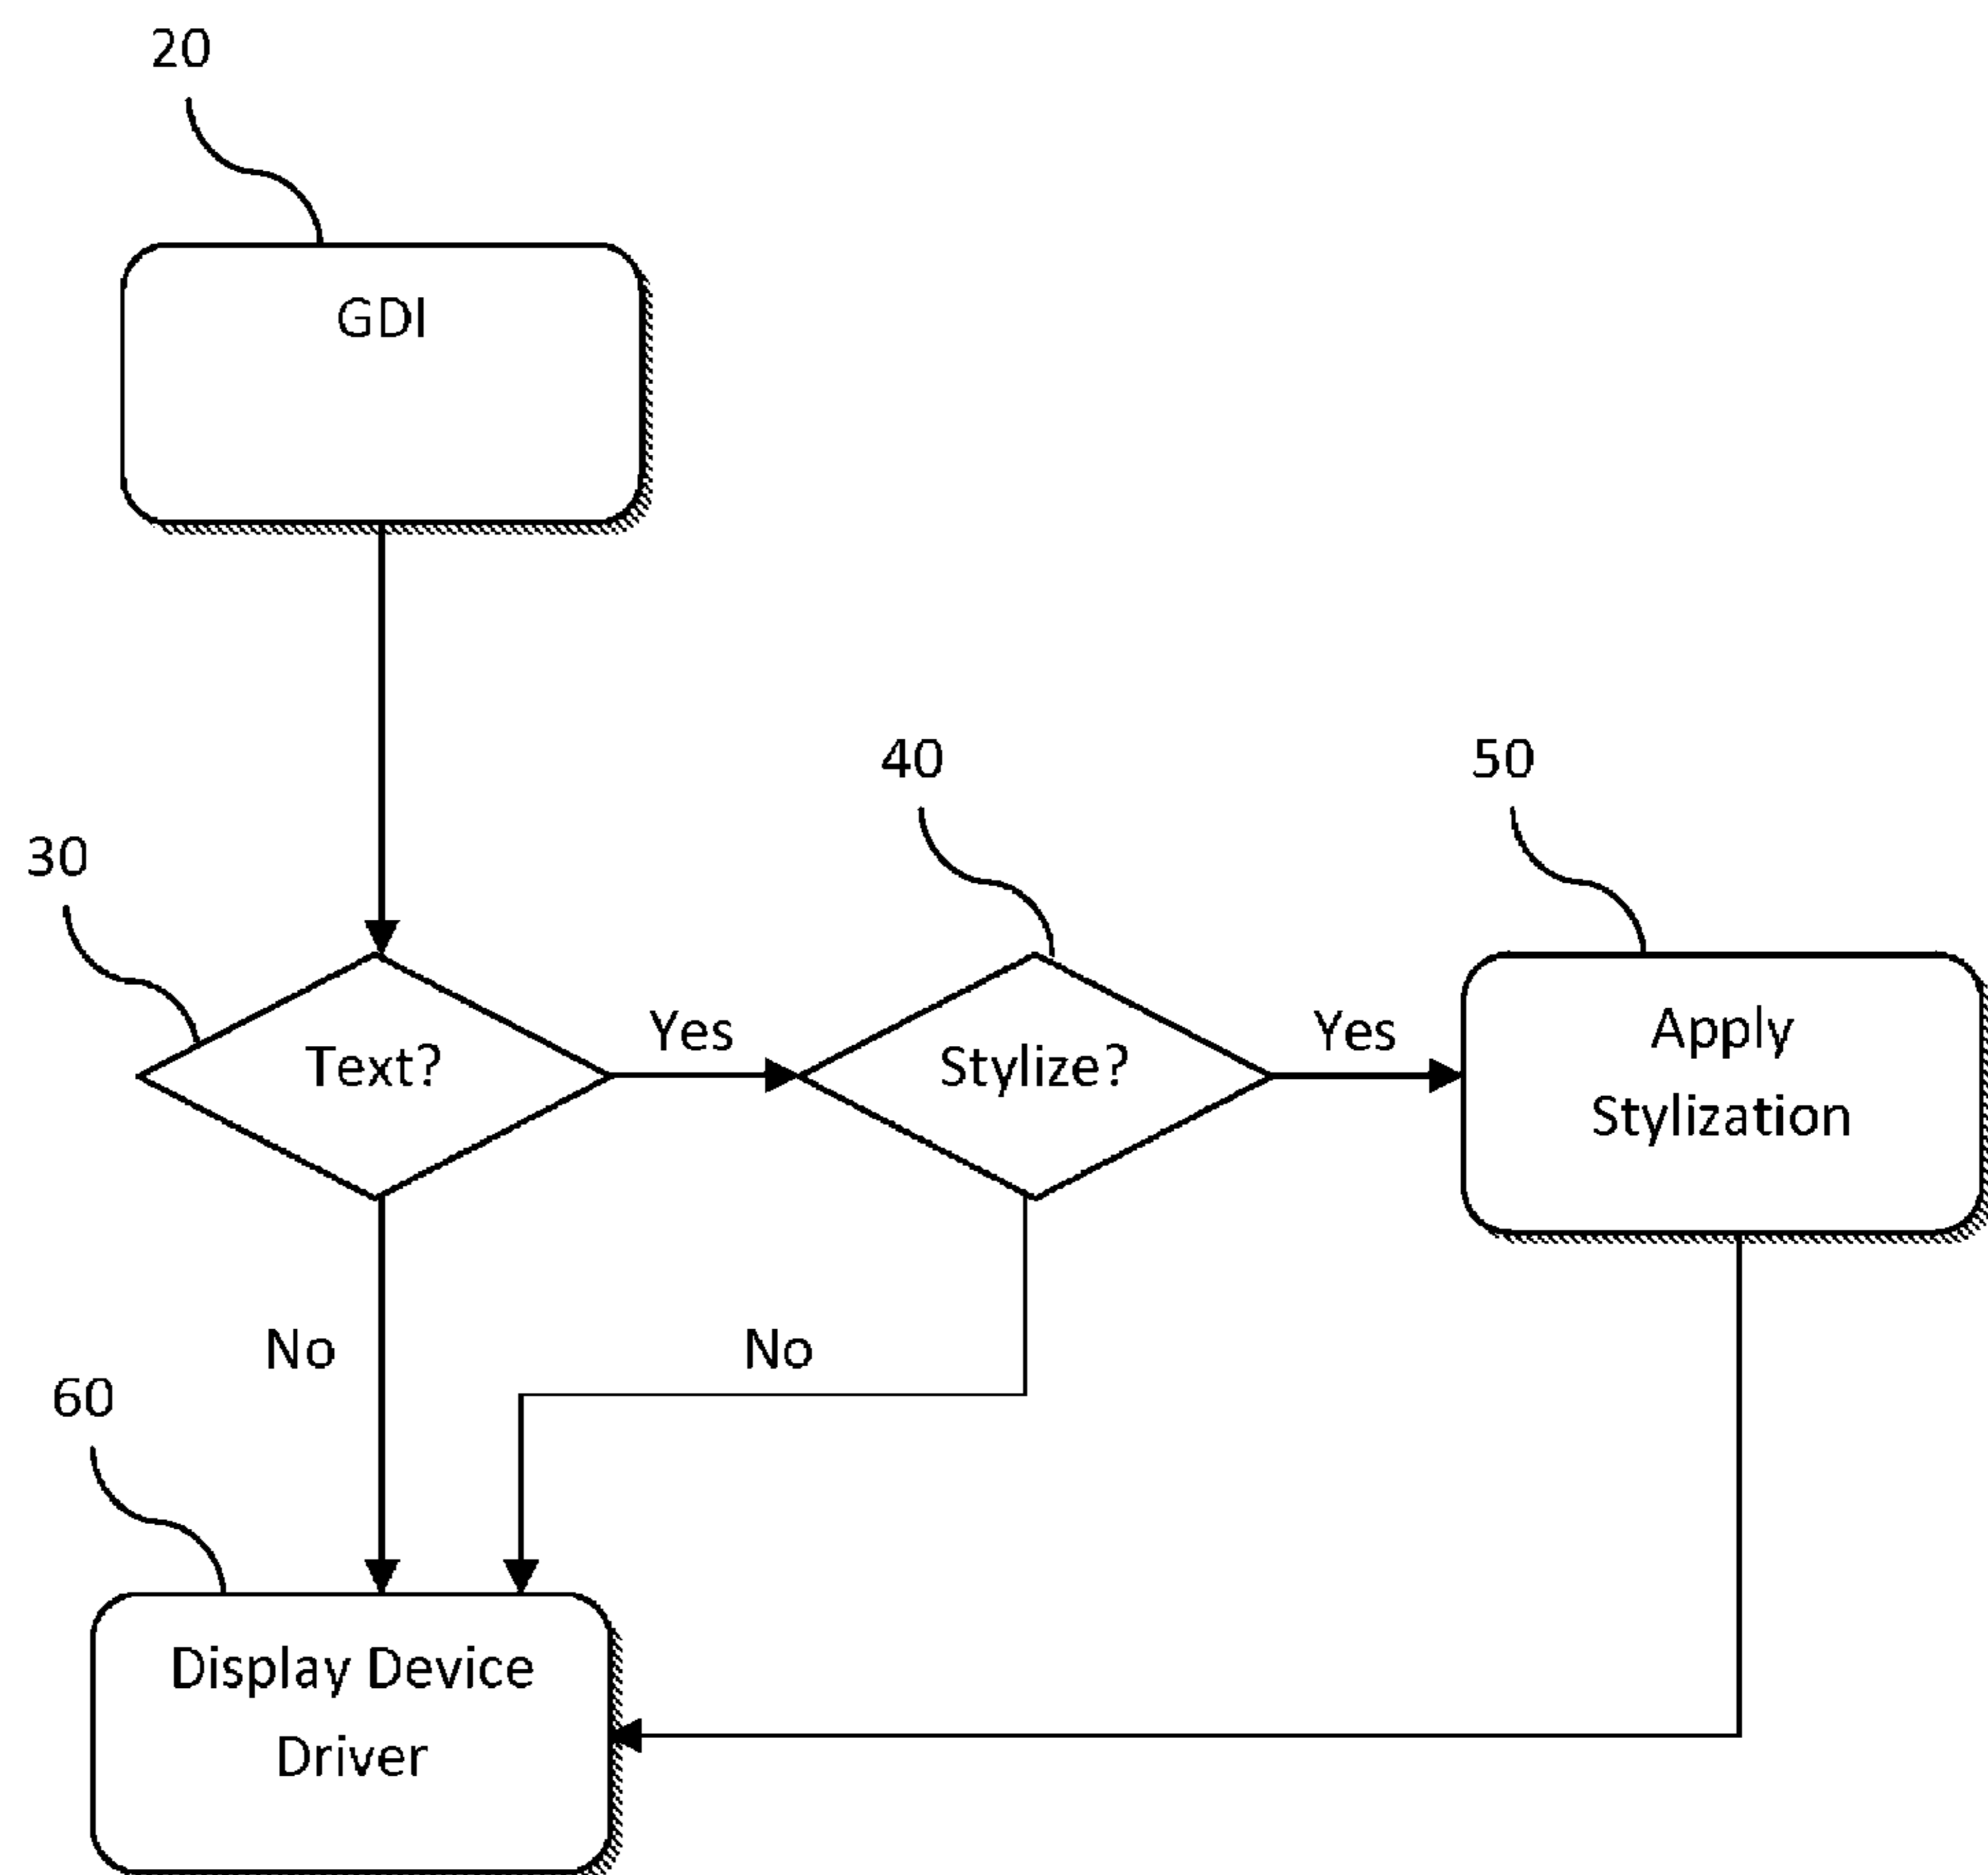 20
GDI
30
Text?
Yes
40
Stylize?
Yes
50
Apply
Stylization
No
No
60
Display Device
Driver